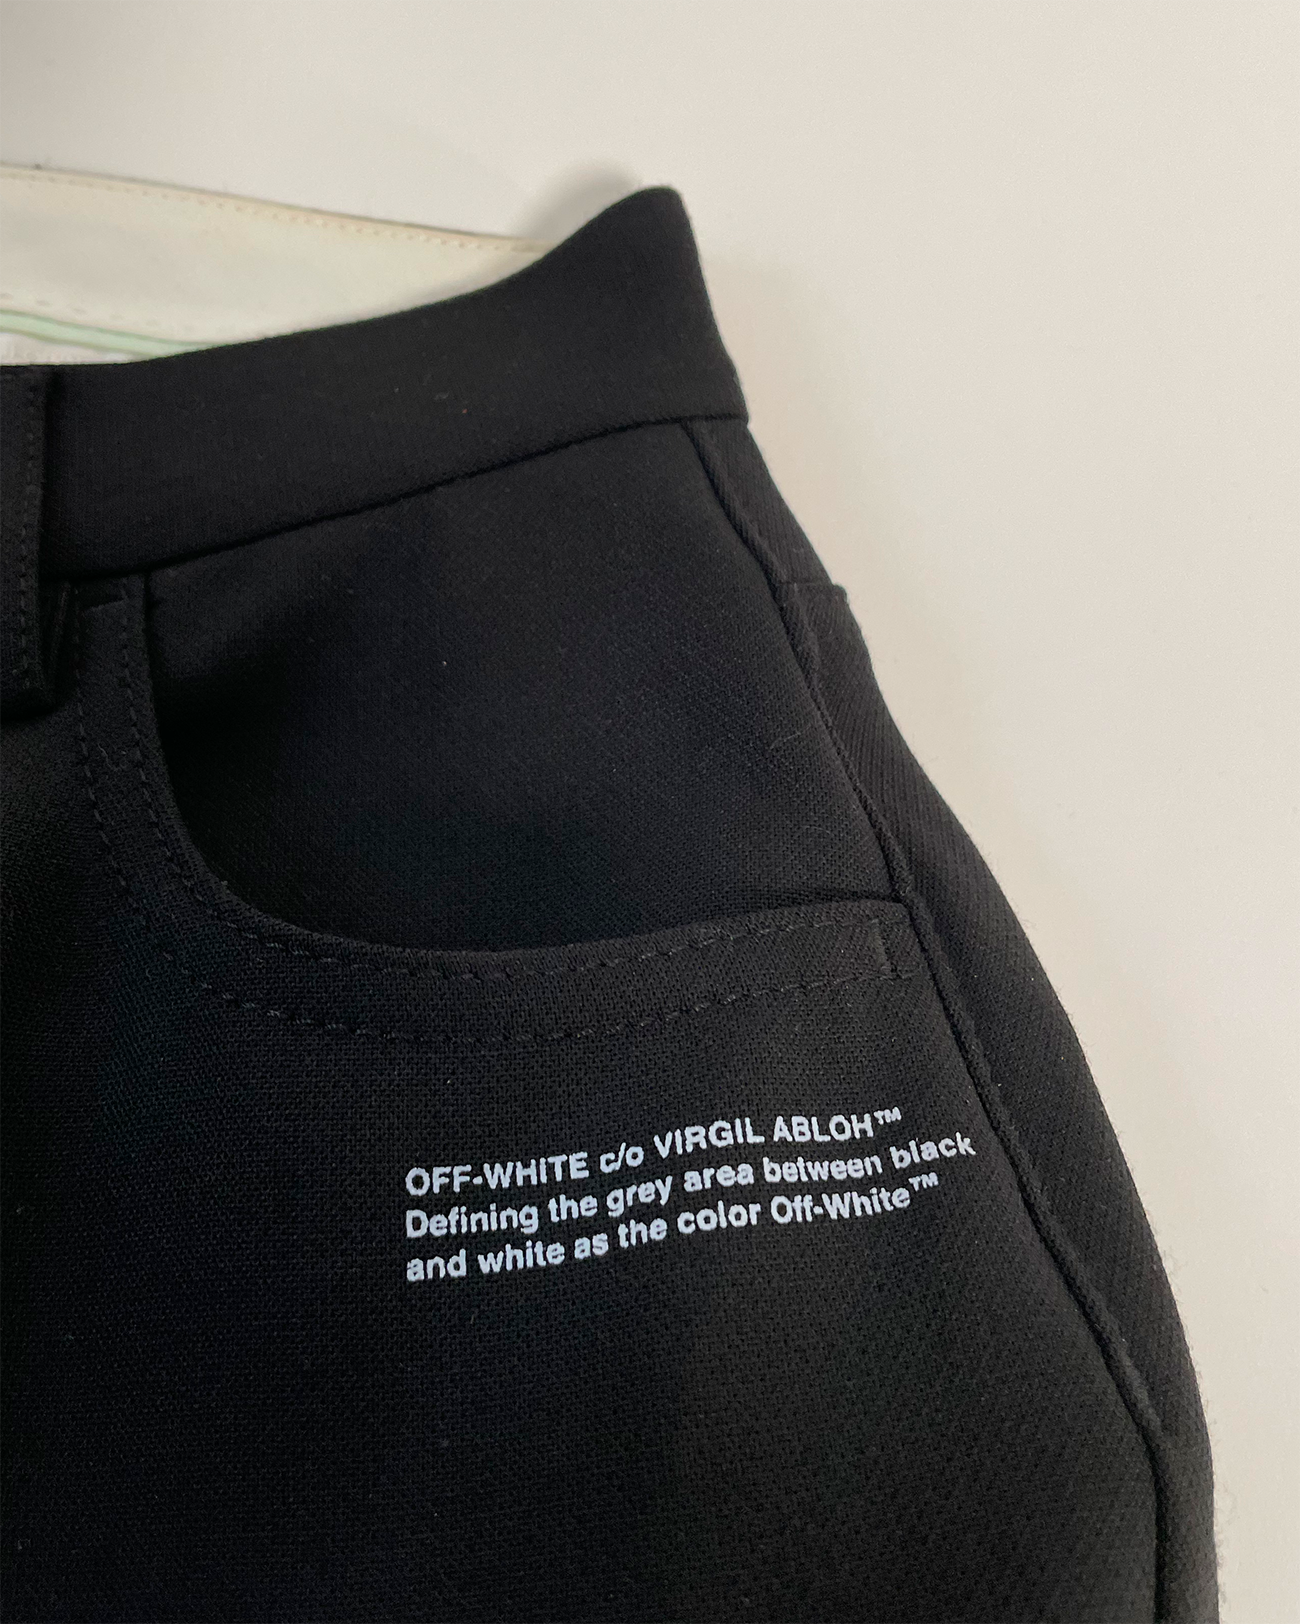 OFF-WHITE c/o VIRGIL ABLOH™
Defining the grey area between black
and white as the color Off-White™